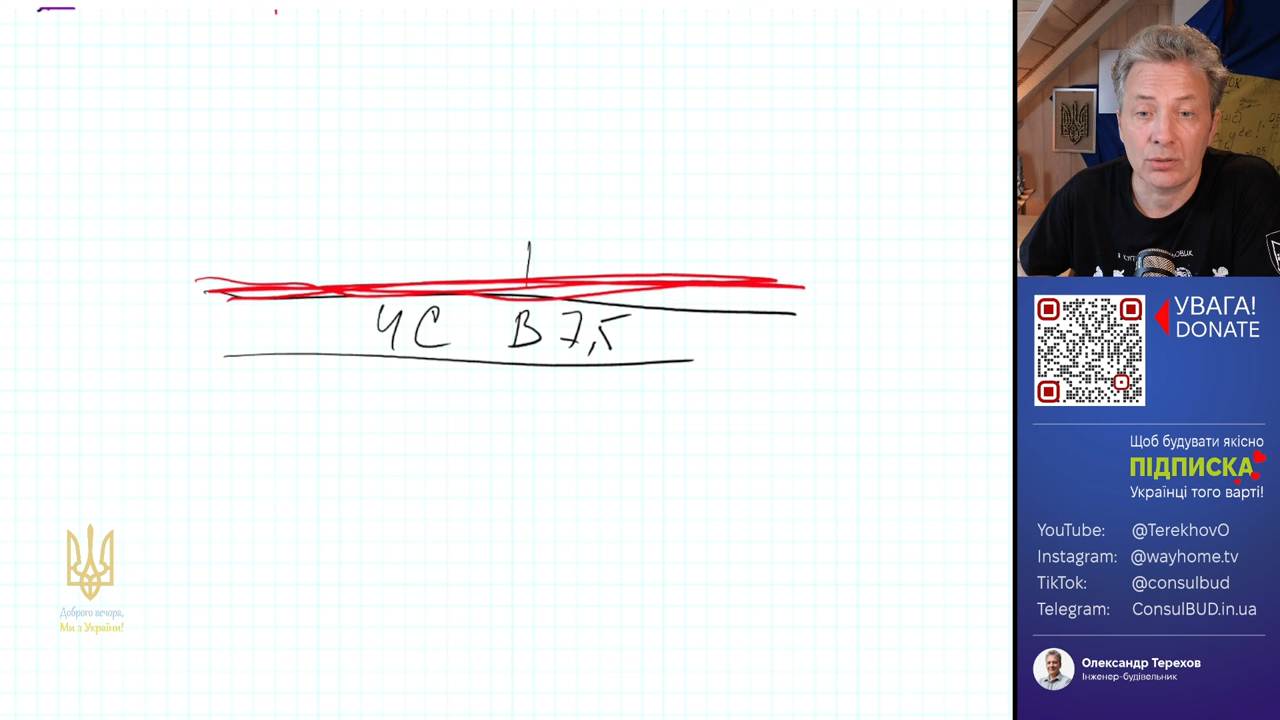 ЧС В7,5
Доброго вечора,
Ми з України!
УВАГА!
DONATE
Щоб будувати якісно
ПІДПИСКА
Українці того варті!
YouTube: @TerekhovO
Instagram: @wayhome.tv
TikTok: @consulbud
Telegram: ConsulBUD.in.ua
Олександр Терехов
Інженер-будівельник